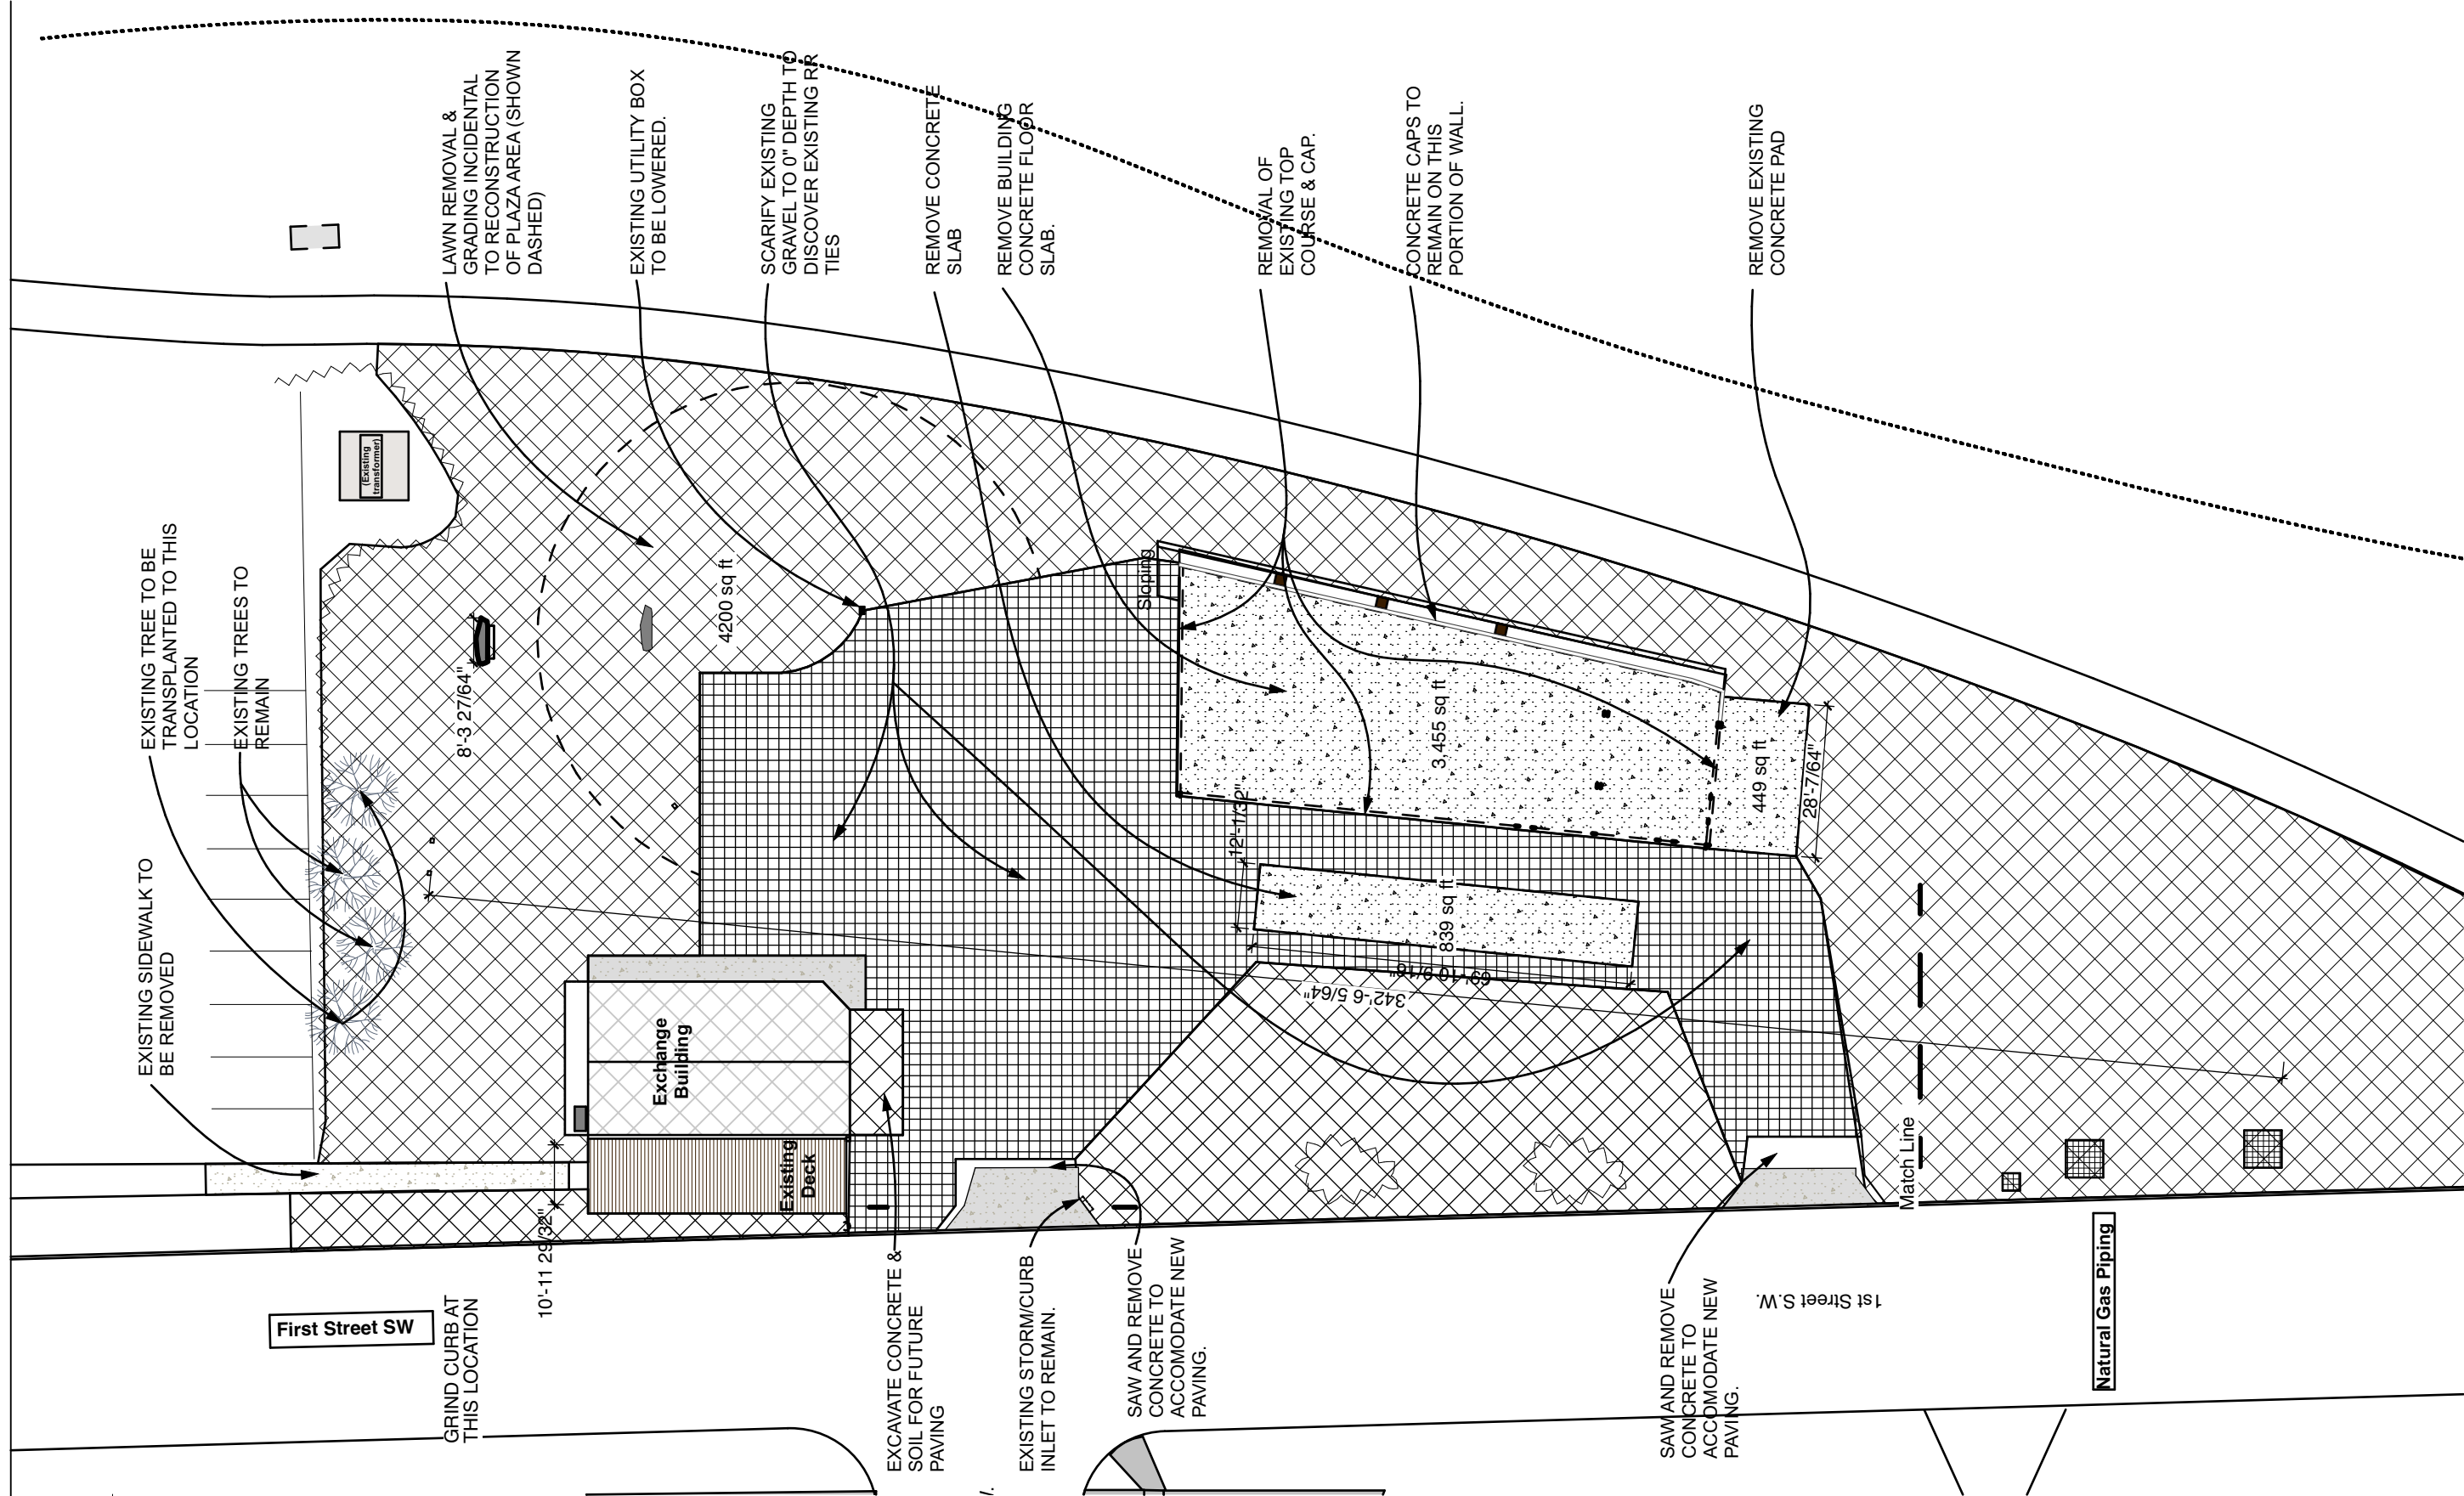 LAWN REMOVAL &
GRADING INCIDENTAL
TO RECONSTRUCTION
OF PLAZA AREA (SHOWN
DASHED)
EXISTING UTILITY BOX
TO BE LOWERED.
SCARIFY EXISTING
GRAVEL TO 0" DEPTH TO
DISCOVER EXISTING RR
TIES
REMOVE CONCRETE
SLAB
REMOVE BUILDING
CONCRETE FLOOR
SLAB.
REMOVAL OF
EXISTING TOP
COURSE & CAP.
CONCRETE CAPS TO
REMAIN ON THIS
PORTION OF WALL.
REMOVE EXISTING
CONCRETE PAD
(Existing
transformer)
EXISTING TREE TO BE
TRANSPLANTED TO THIS
LOCATION
EXISTING TREES TO
REMAIN
EXISTING SIDEWALK TO
BE REMOVED
8'-3 27/64"
4200 sq ft
Sloping
3,455 sq ft
449 sq ft
28'-7/64"
12'-1/32"
839 sq ft
69'-10 9/16"
342'-6 5/64"
Exchange
Building
Existing
Deck
Match Line
10'-11 29/32"
First Street SW
GRIND CURB AT
THIS LOCATION
EXCAVATE CONCRETE &
SOIL FOR FUTURE
PAVING
EXISTING STORM/CURB
INLET TO REMAIN.
SAW AND REMOVE
CONCRETE TO
ACCOMODATE NEW
PAVING.
SAW AND REMOVE
CONCRETE TO
ACCOMODATE NEW
PAVING.
1st Street S.W.
Natural Gas Piping